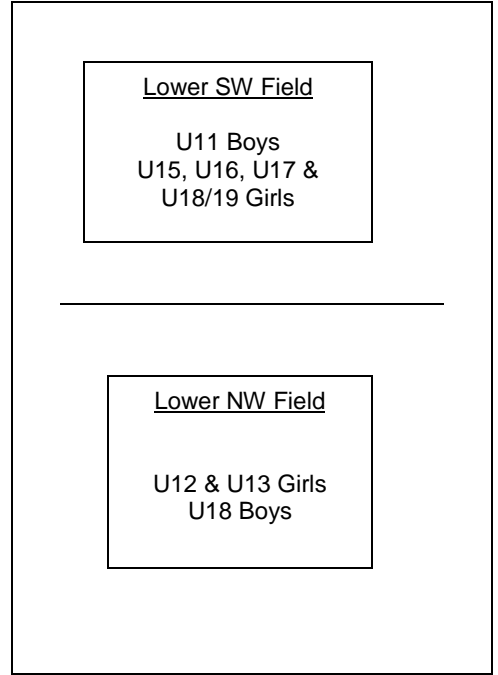 Lower SW Field
U11 Boys
U15, U16, U17 &
U18/19 Girls
Lower NW Field
U12 & U13 Girls
U18 Boys